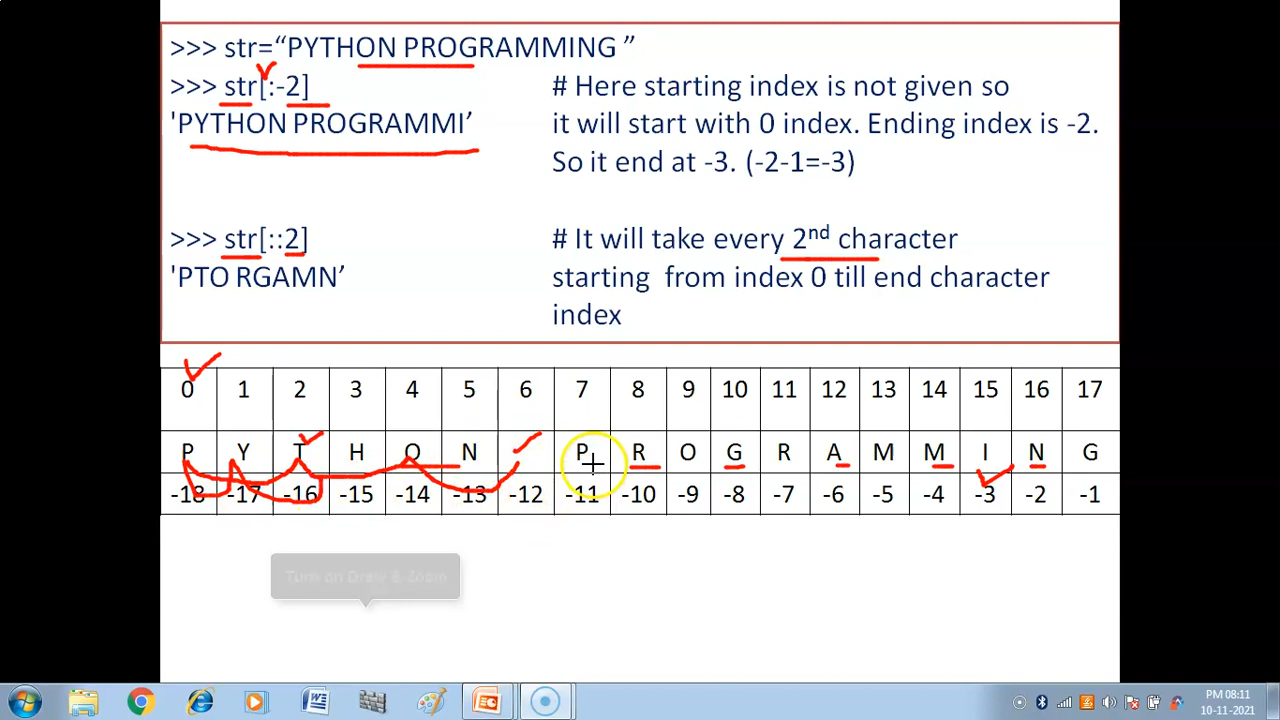 >>> str=“PYTHON PROGRAMMING ”
>>> str[:-2] # Here starting index is not given so
'PYTHON PROGRAMMI’ it will start with 0 index. Ending index is -2.
So it end at -3. (-2-1=-3)
>>> str[::2] # It will take every 2nd character
'PTO RGAMN’ starting from index 0 till end character
index
0 1 2 3 4 5 6 7 8 9 10 11 12 13 14 15 16 17
P Y T H O N P R O G R A M M I N G
-18 -17 -16 -15 -14 -13 -12 -11 -10 -9 -8 -7 -6 -5 -4 -3 -2 -1
Turn on Draw & Zoom
PM 08:11
10-11-2021